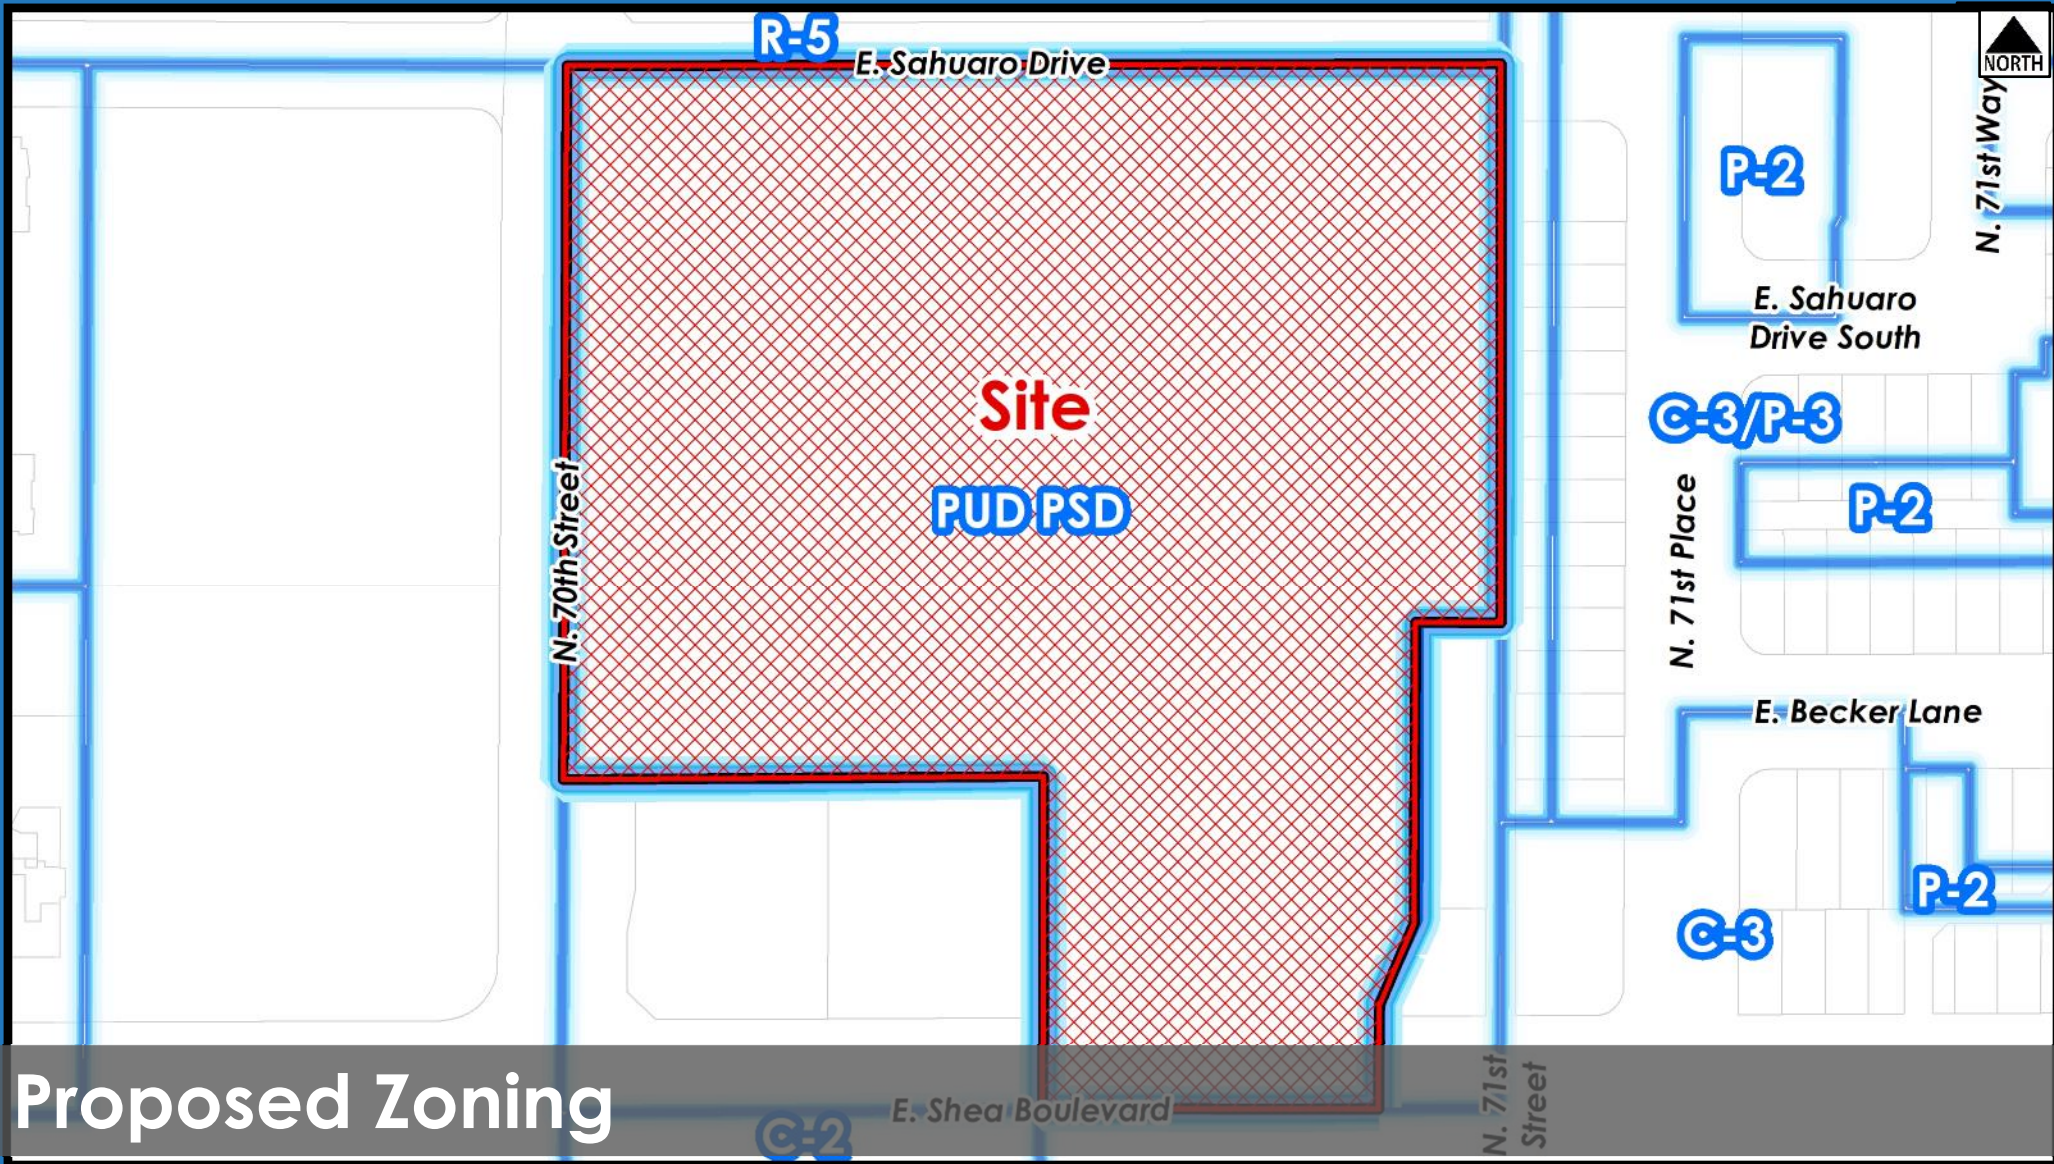 R-5
E. Sahuaro Drive
NORTH
N. 71st Way
P-2
E. Sahuaro
Drive South
Site
C-3/P-3
PUD PSD
P-2
N. 70th Street
N. 71st Place
E. Becker Lane
P-2
C-3
Proposed Zoning
E. Shea Boulevard
C-2
N. 71st
Street